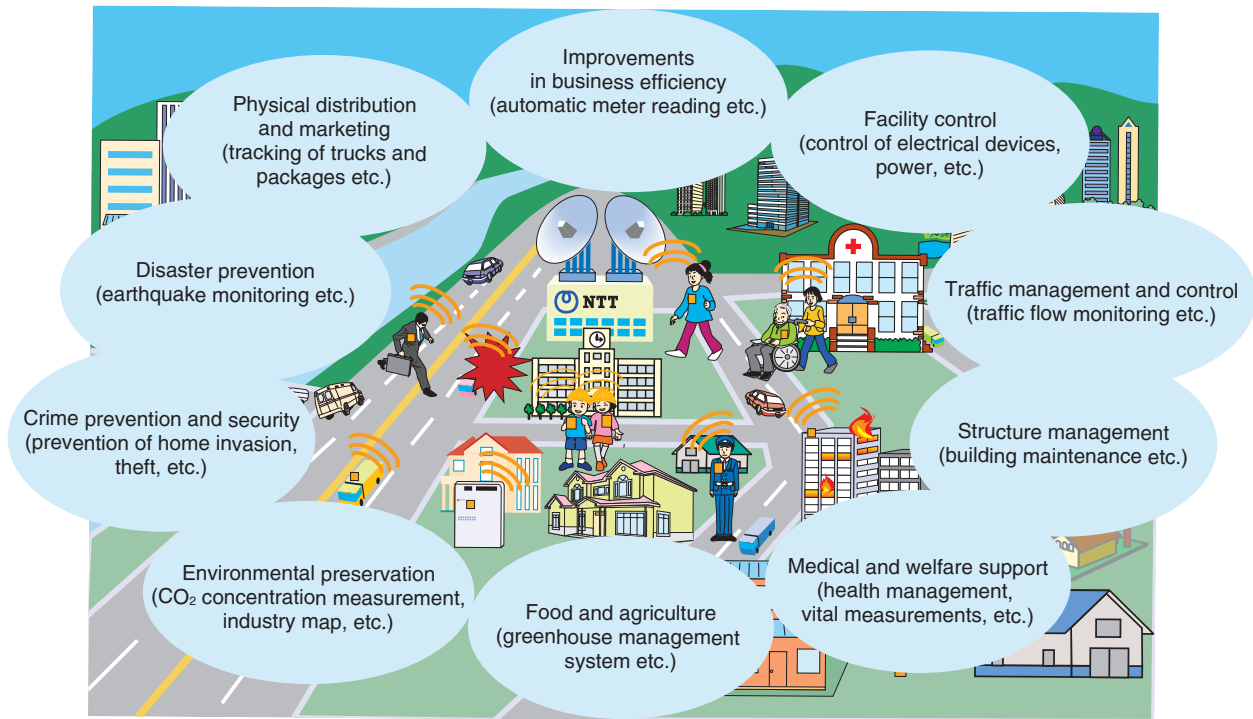 Improvements
in business efficiency
(automatic meter reading etc.)
Physical distribution
and marketing
(tracking of trucks and
packages etc.)
Facility control
(control of electrical devices,
power, etc.)
Disaster prevention
(earthquake monitoring etc.)
Traffic management and control
(traffic flow monitoring etc.)
NTT
Crime prevention and security
(prevention of home invasion,
theft, etc.)
Structure management
(building maintenance etc.)
Environmental preservation
(CO₂ concentration measurement,
industry map, etc.)
Food and agriculture
(greenhouse management
system etc.)
Medical and welfare support
(health management,
vital measurements, etc.)